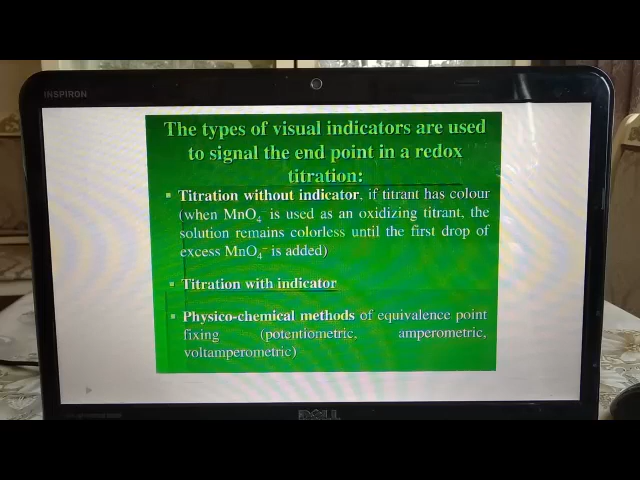 INSPIRON
The types of visual indicators are used
to signal the end point in a redox
titration:
▪ Titration without indicator, if titrant has colour
(when MnO₄⁻ is used as an oxidizing titrant, the
solution remains colorless until the first drop of
excess MnO₄⁻ is added)
▪ Titration with indicator
▪ Physico-chemical methods of equivalence point
fixing (potentiometric, amperometric,
voltamperometric)
DELL